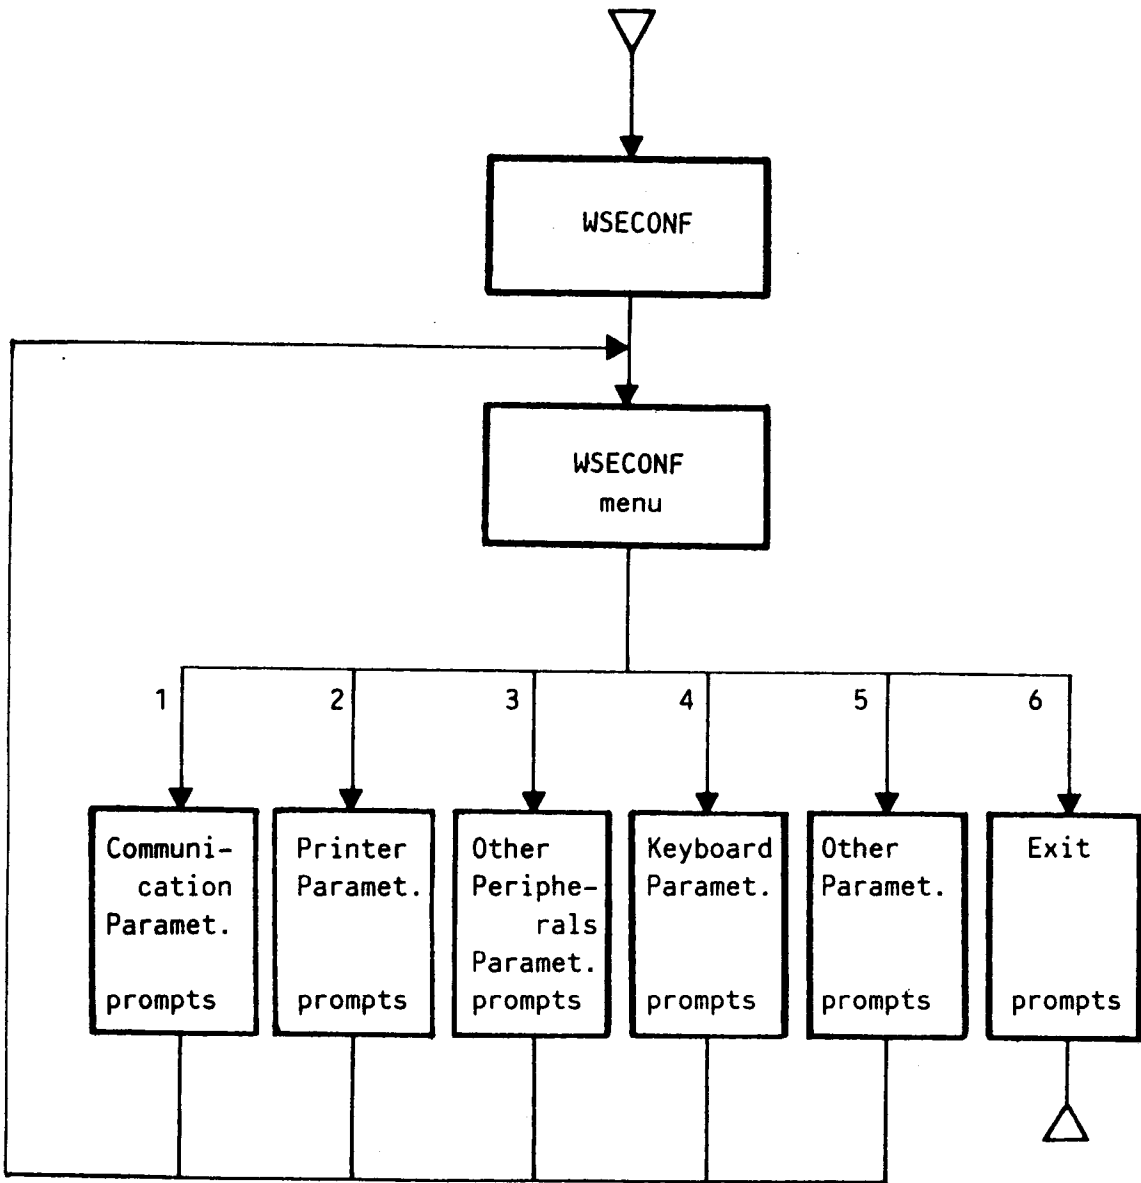 WSECONF
WSECONF
menu
1 2 3 4 5 6
Communi-
cation
Paramet.
prompts
Printer
Paramet.
prompts
Other
Periphe-
rals
Paramet.
prompts
Keyboard
Paramet.
prompts
Other
Paramet.
prompts
Exit
prompts